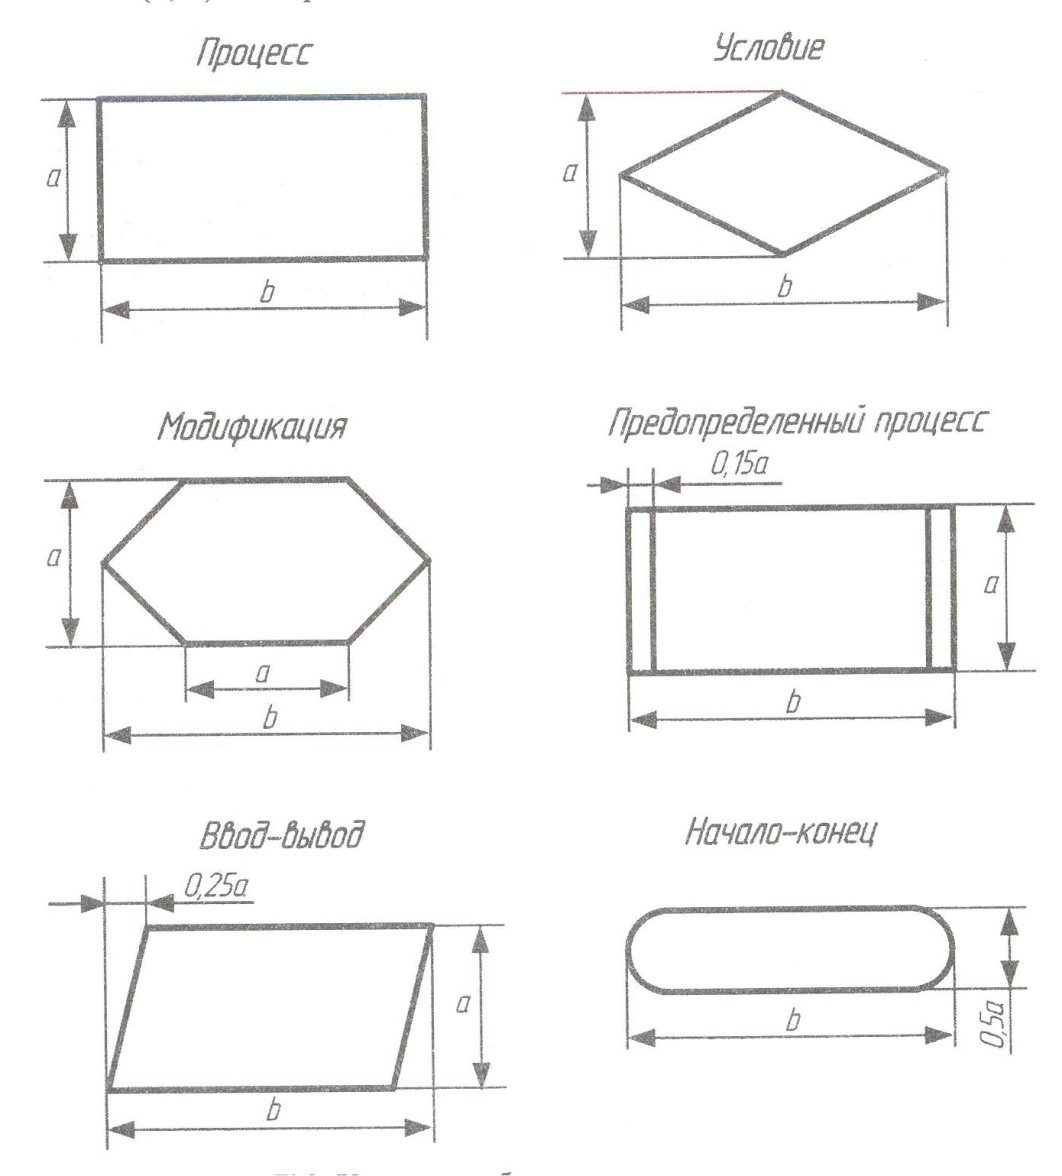 Процесс
Условие
a
a
b
b
Модификация
Предопределенный процесс
0,15a
a
a
a
b
b
Ввод-вывод
Начало-конец
0,25a
a
b
b
0,5a